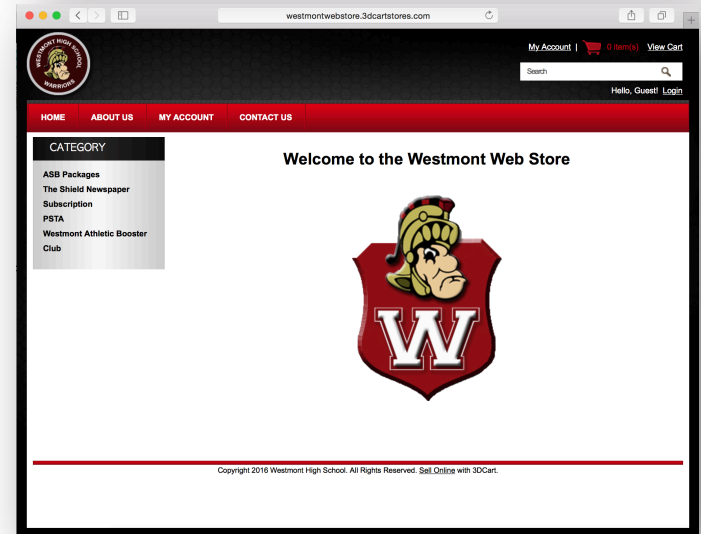 westmontwebstore.3dcartstores.com
WESTMONT HIGH SCHOOL
WARRIORS
My Account | 0 item(s) View Cart
Search
Hello, Guest! Login
HOME ABOUT US MY ACCOUNT CONTACT US
CATEGORY
ASB Packages
The Shield Newspaper
Subscription
PSTA
Westmont Athletic Booster
Club
Welcome to the Westmont Web Store
W
Copyright 2016 Westmont High School. All Rights Reserved. Sell Online with 3DCart.